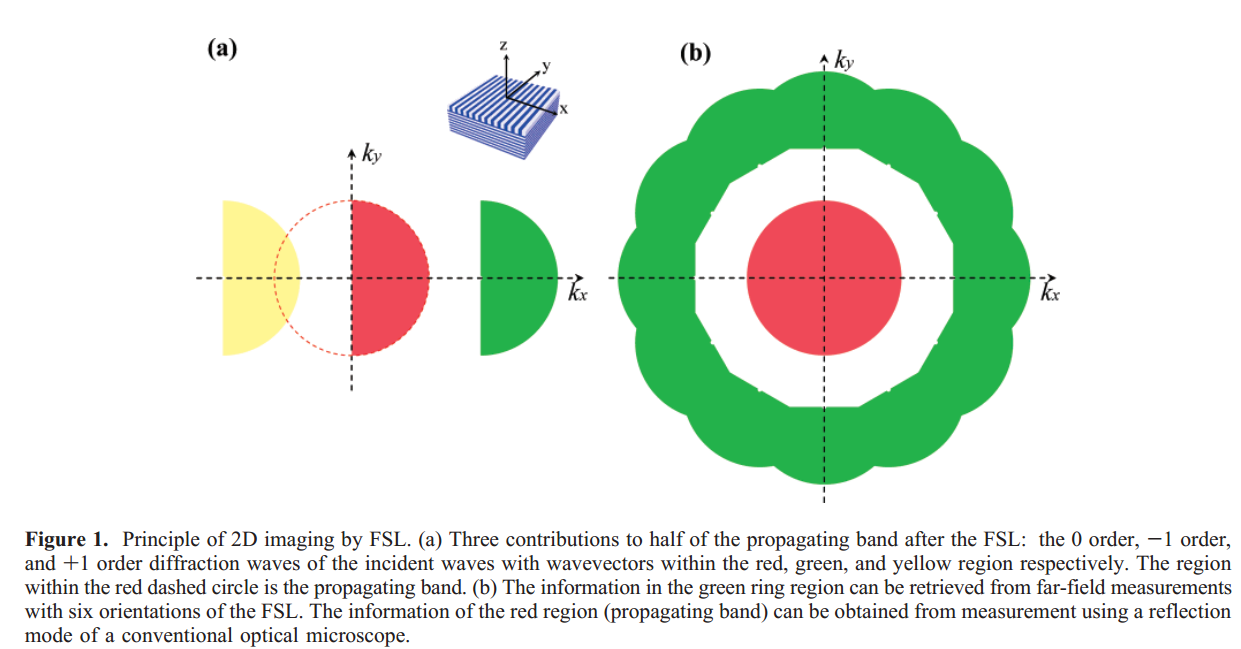 (a)
z
y
x
ky
kx
(b)
ky
kx
Figure 1. Principle of 2D imaging by FSL. (a) Three contributions to half of the propagating band after the FSL: the 0 order, −1 order,
and +1 order diffraction waves of the incident waves with wavevectors within the red, green, and yellow region respectively. The region
within the red dashed circle is the propagating band. (b) The information in the green ring region can be retrieved from far-field measurements
with six orientations of the FSL. The information of the red region (propagating band) can be obtained from measurement using a reflection
mode of a conventional optical microscope.